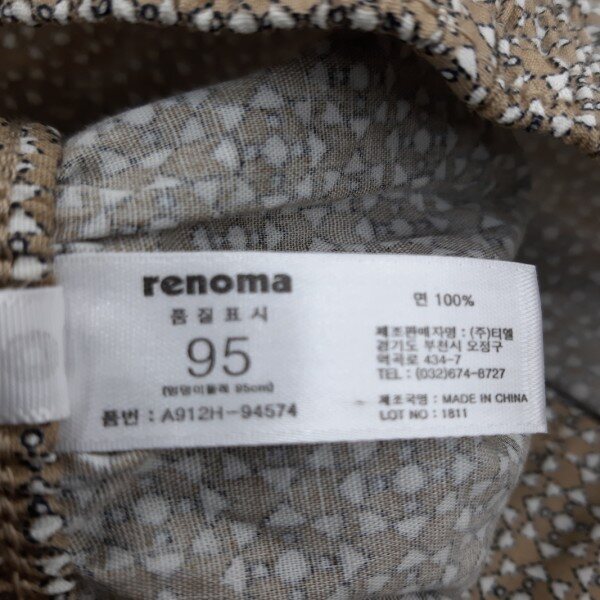 renoma
품질표시
95
(엉덩이둘레 95cm)
품번 : A912H-94574
면 100%
제조판매자명 : (주)티엘
경기도 부천시 오정구
역곡로 434-7
TEL : (032)674-8727
제조국명 : MADE IN CHINA
LOT NO : 1811